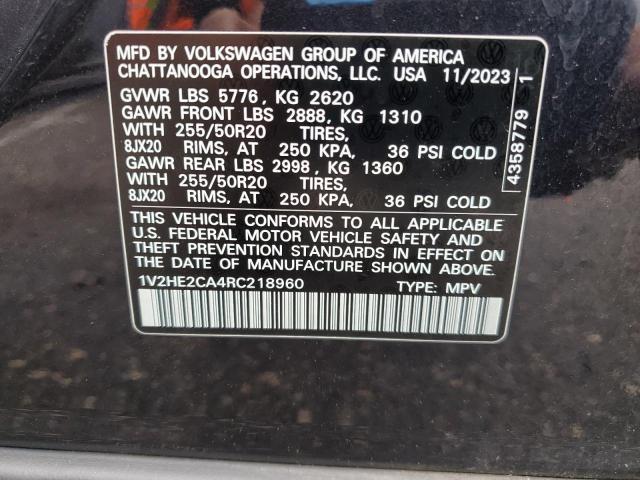 MFD BY VOLKSWAGEN GROUP OF AMERICA
CHATTANOOGA OPERATIONS, LLC. USA 11/2023
GVWR LBS 5776 , KG 2620
GAWR FRONT LBS 2888, KG 1310
WITH 255/50R20 TIRES,
8JX20 RIMS, AT 250 KPA, 36 PSI COLD
GAWR REAR LBS 2998, KG 1360
WITH 255/50R20 TIRES,
8JX20 RIMS, AT 250 KPA, 36 PSI COLD
THIS VEHICLE CONFORMS TO ALL APPLICABLE
U.S. FEDERAL MOTOR VEHICLE SAFETY AND
THEFT PREVENTION STANDARDS IN EFFECT ON THE
DATE OF MANUFACTURE SHOWN ABOVE.
1V2HE2CA4RC218960 TYPE: MPV
4358779 1